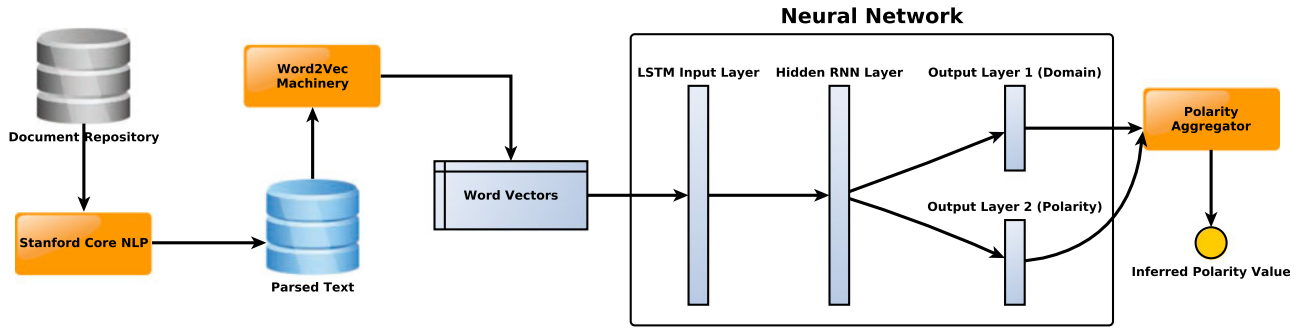 Neural Network
Document Repository
Stanford Core NLP
Parsed Text
Word2Vec
Machinery
Word Vectors
LSTM Input Layer
Hidden RNN Layer
Output Layer 1 (Domain)
Output Layer 2 (Polarity)
Polarity
Aggregator
Inferred Polarity Value